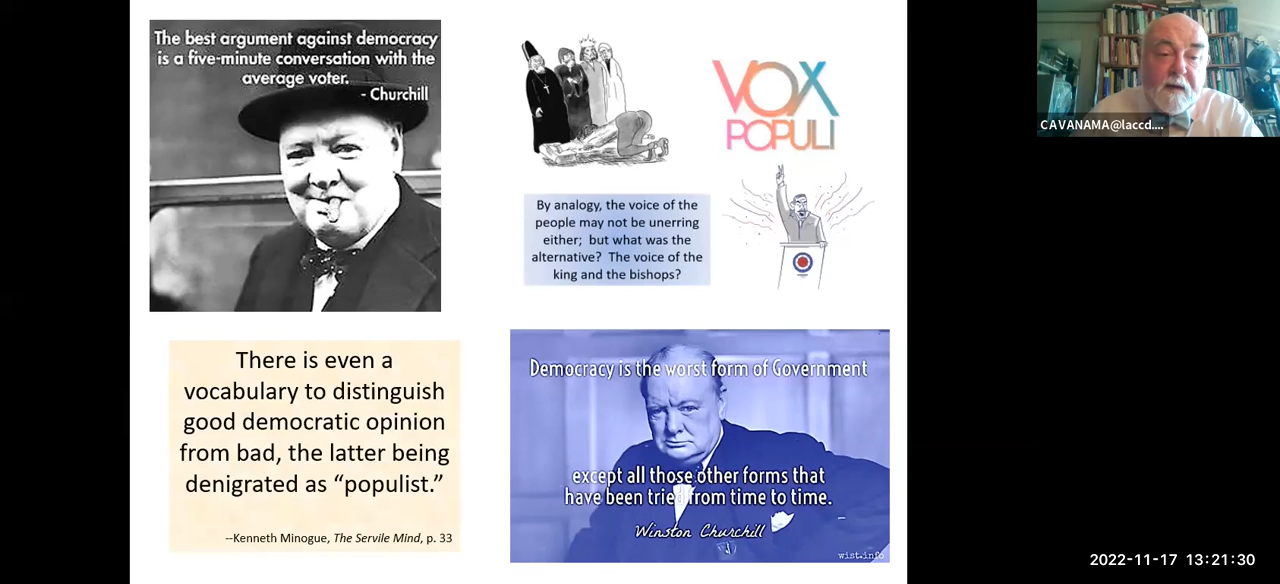 The best argument against democracy
is a five-minute conversation with the
average voter.
- Churchill
VOX
POPULI
By analogy, the voice of the
people may not be unerring
either; but what was the
alternative? The voice of the
king and the bishops?
There is even a
vocabulary to distinguish
good democratic opinion
from bad, the latter being
denigrated as “populist.”
--Kenneth Minogue, The Servile Mind, p. 33
Democracy is the worst form of Government
except all those other forms that
have been tried from time to time.
Winston Churchill
wist.info
CAVANAMA@laccd....
2022-11-17 13:21:30